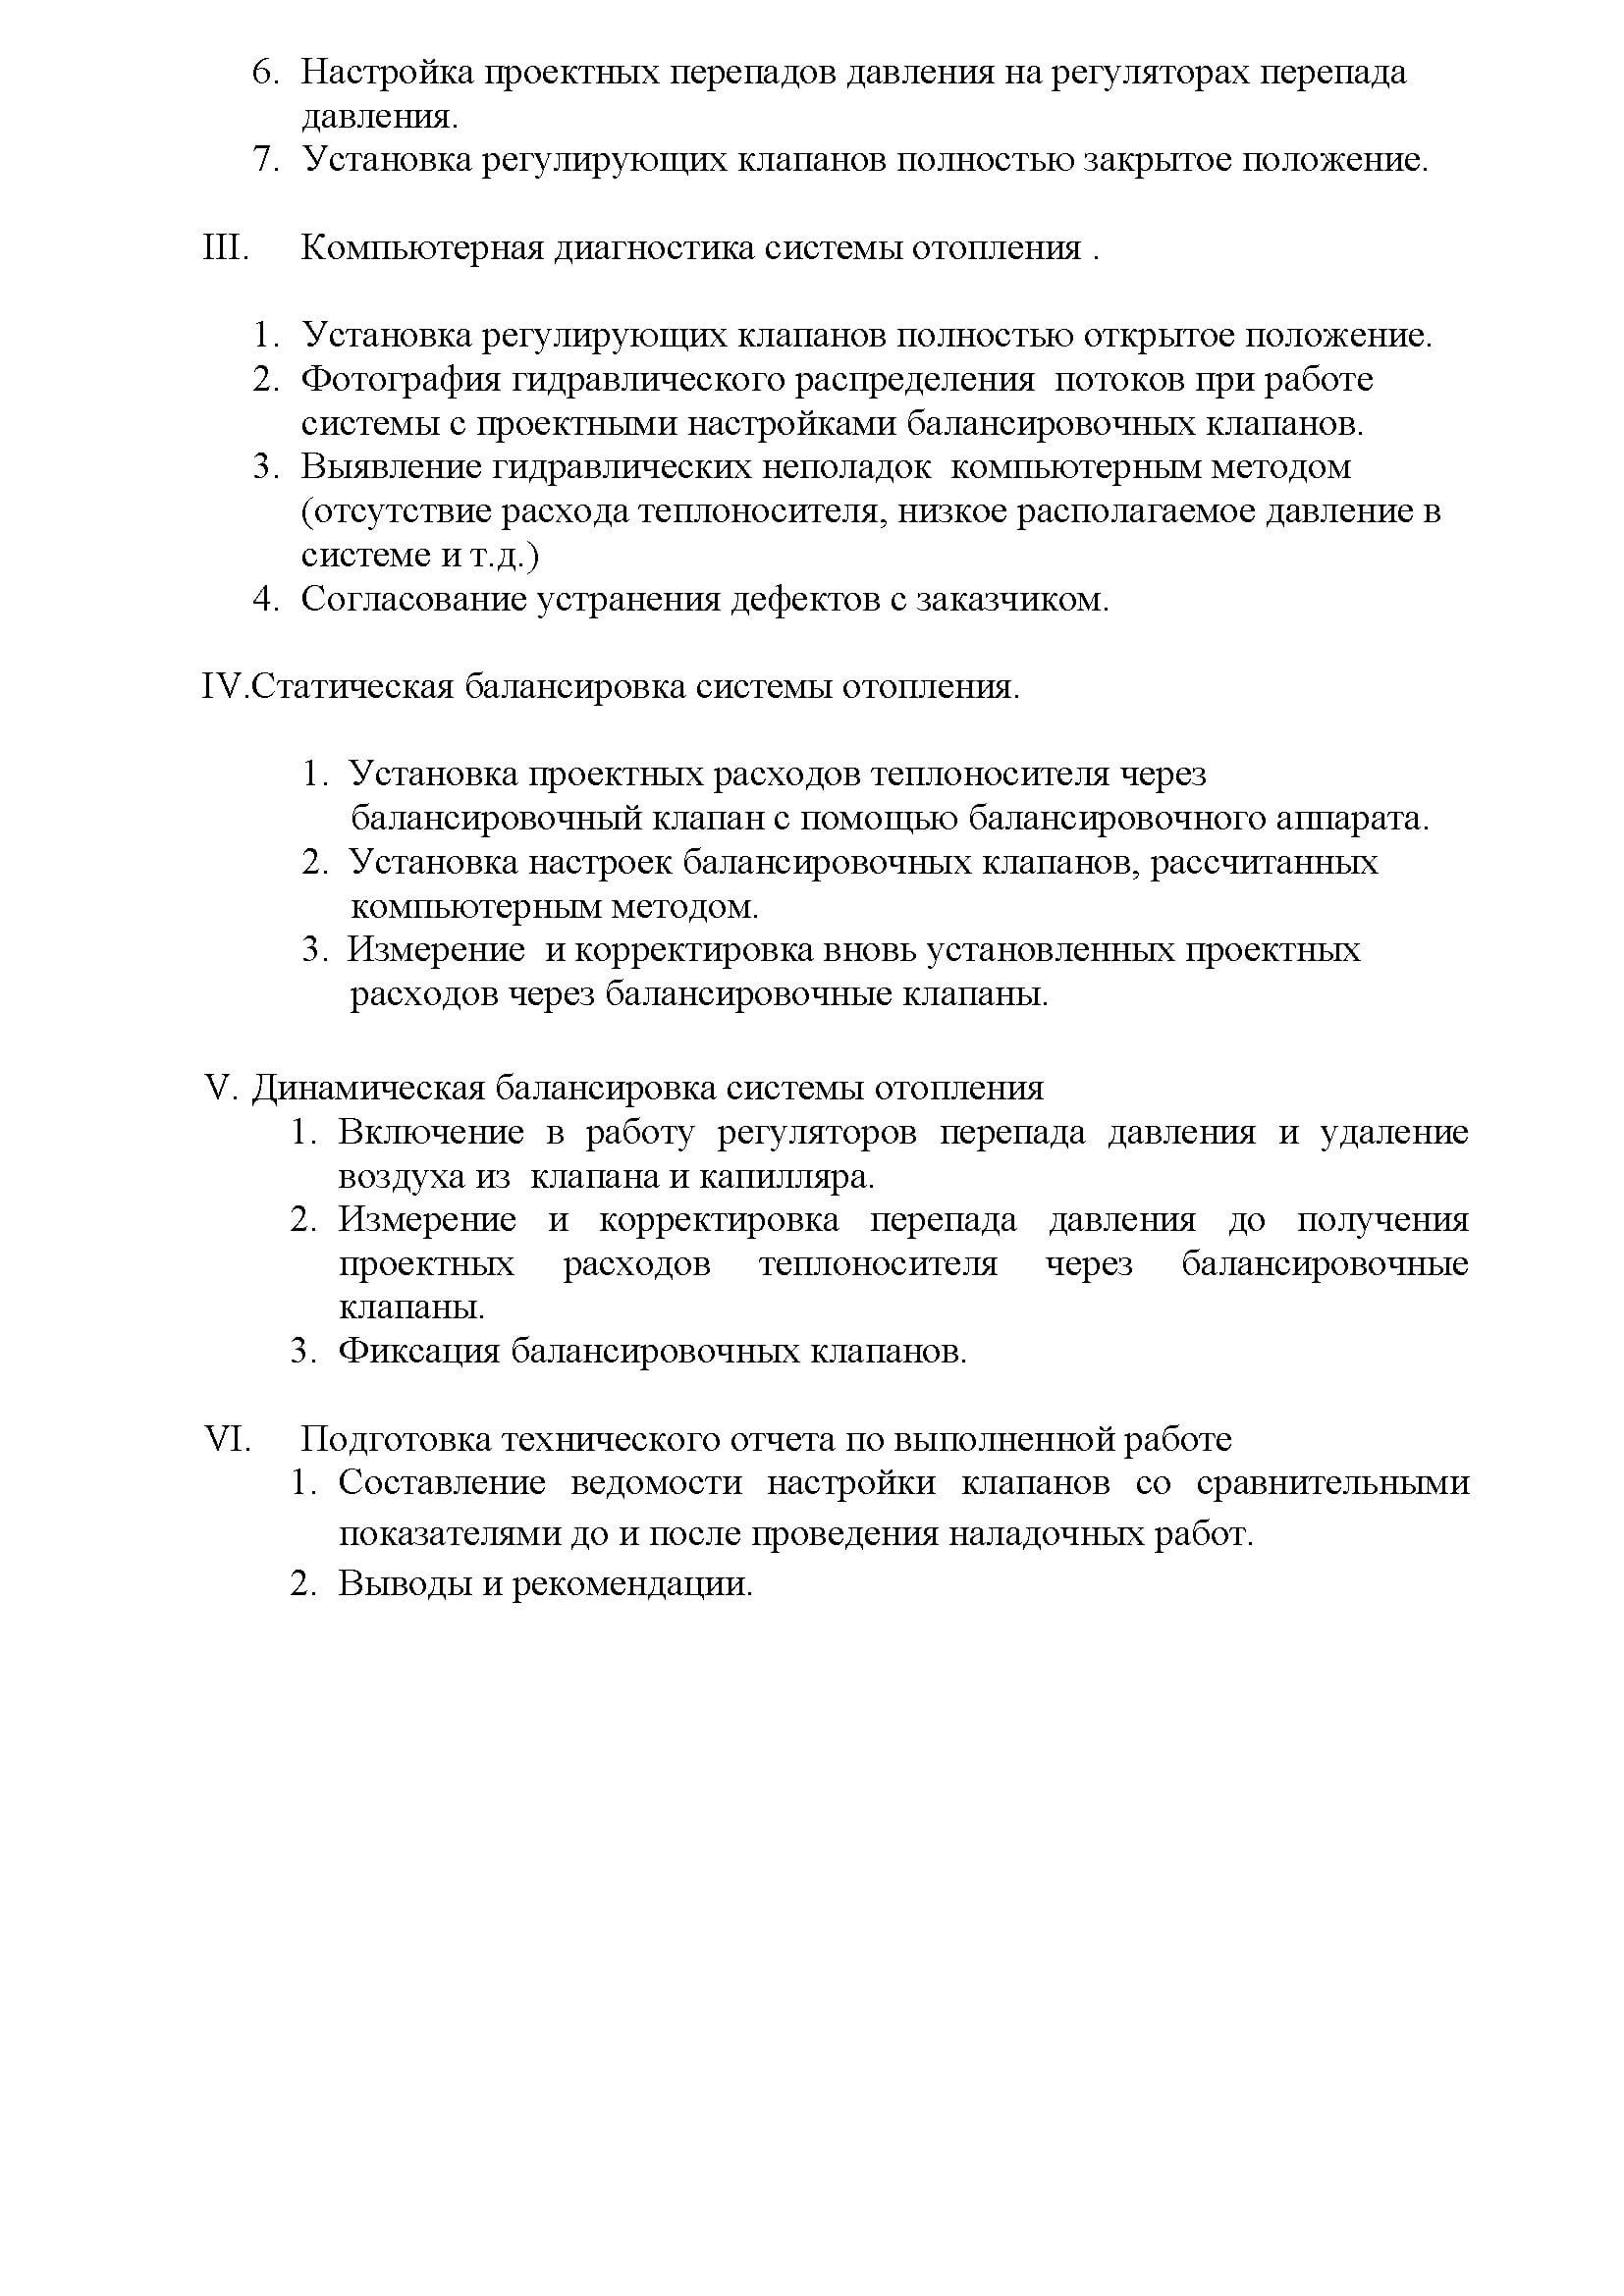 6. Настройка проектных перепадов давления на регуляторах перепада
давления.
7. Установка регулирующих клапанов полностью закрытое положение.
III. Компьютерная диагностика системы отопления .
1. Установка регулирующих клапанов полностью открытое положение.
2. Фотография гидравлического распределения потоков при работе
системы с проектными настройками балансировочных клапанов.
3. Выявление гидравлических неполадок компьютерным методом
(отсутствие расхода теплоносителя, низкое располагаемое давление в
системе и т.д.)
4. Согласование устранения дефектов с заказчиком.
IV.Статическая балансировка системы отопления.
1. Установка проектных расходов теплоносителя через
балансировочный клапан с помощью балансировочного аппарата.
2. Установка настроек балансировочных клапанов, рассчитанных
компьютерным методом.
3. Измерение и корректировка вновь установленных проектных
расходов через балансировочные клапаны.
V. Динамическая балансировка системы отопления
1. Включение в работу регуляторов перепада давления и удаление
воздуха из клапана и капилляра.
2. Измерение и корректировка перепада давления до получения
проектных расходов теплоносителя через балансировочные
клапаны.
3. Фиксация балансировочных клапанов.
VI. Подготовка технического отчета по выполненной работе
1. Составление ведомости настройки клапанов со сравнительными
показателями до и после проведения наладочных работ.
2. Выводы и рекомендации.